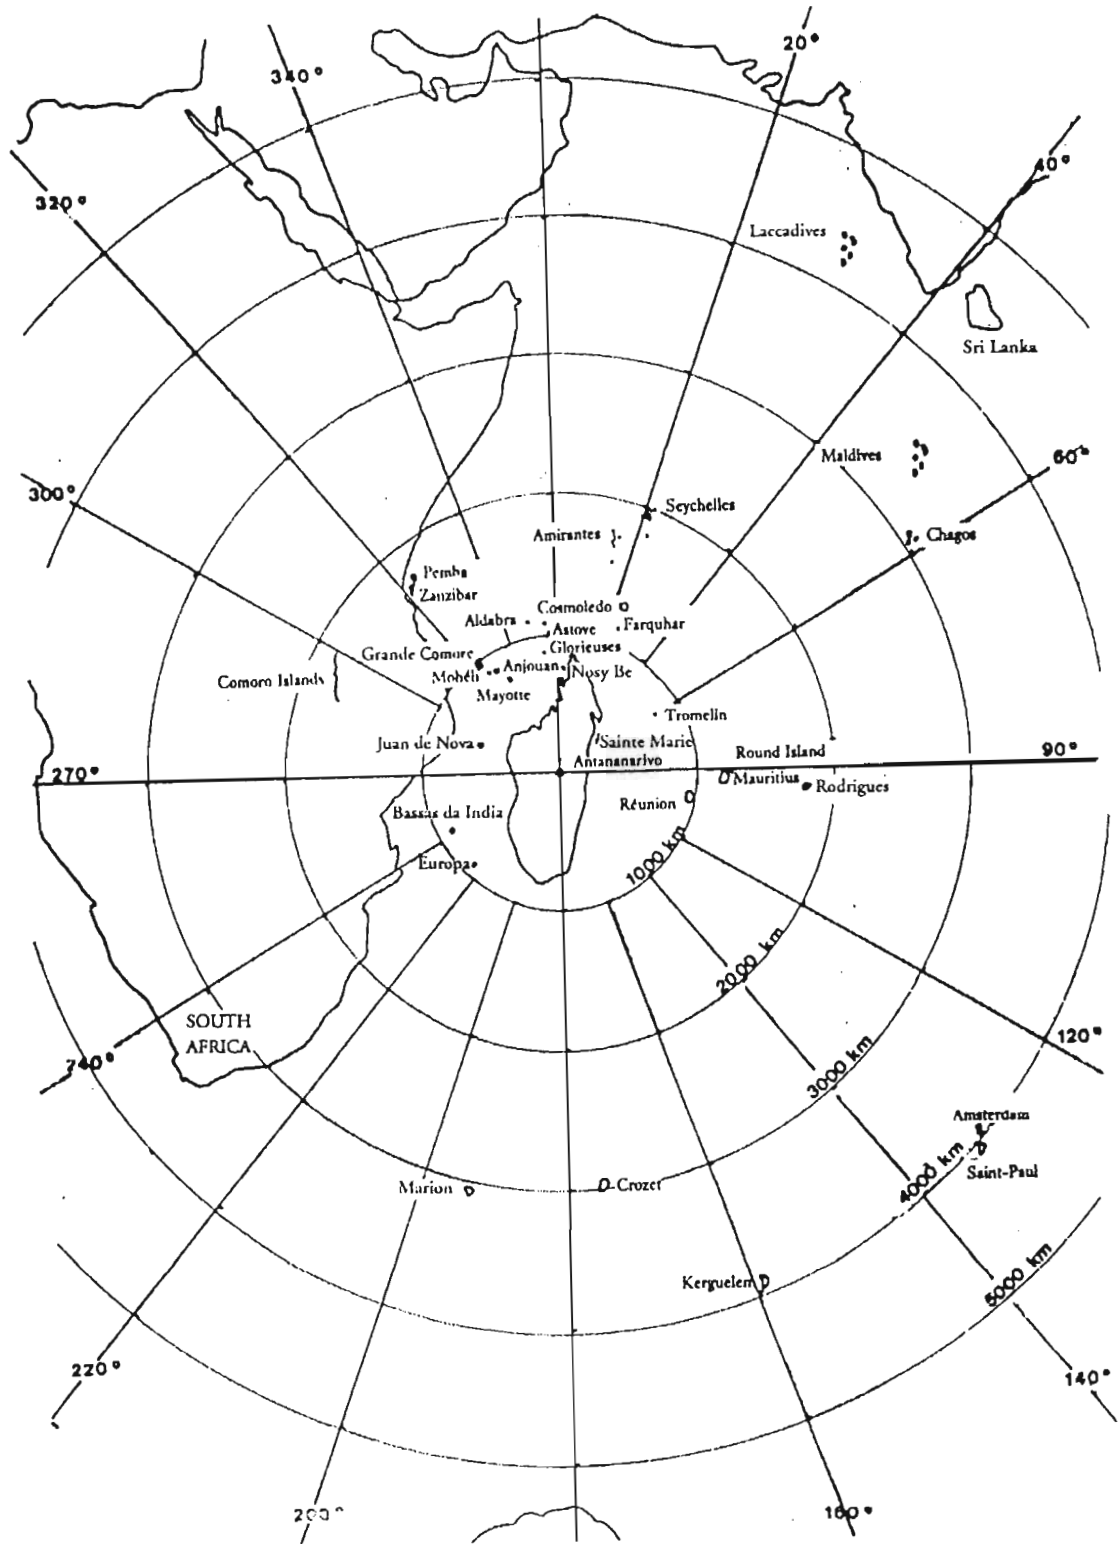 20°
340°
40°
320°
Laccadives
Sri Lanka
Maldives
60°
300°
Seychelles
Amirantes
Chagos
Pemba
Zanzibar
Cosmoledo
Aldabra
Astove
Farquhar
Glorieuses
Grande Comore
Anjouan
Nosy Be
Mohéli
Comoro Islands
Mayotte
Tromelin
Juan de Nova
Sainte Marie
Round Island
90°
Antananarivo
270°
Mauritius
Rodrigues
Réunion
Bassas da India
Europa
1000 km
2000 km
SOUTH
AFRICA
120°
240°
3000 km
Amsterdam
4000 km
Saint-Paul
Marion
Crozet
Kerguelen
5000 km
220°
140°
200°
160°